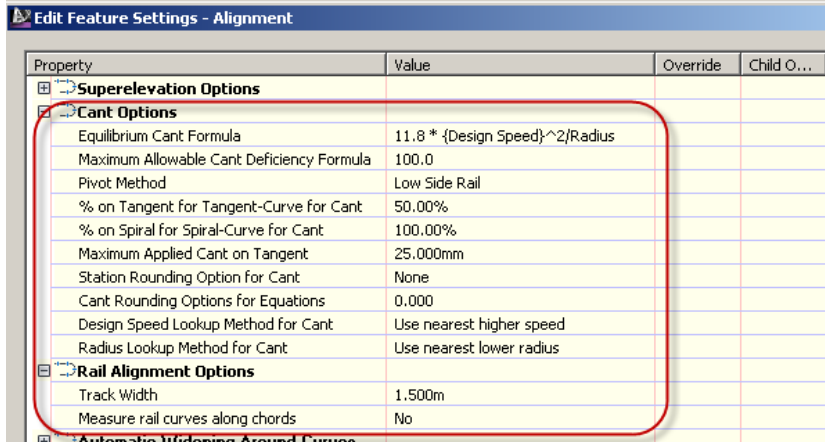 Edit Feature Settings - Alignment
Property Value Override Child O...
Superelevation Options
Cant Options
Equilibrium Cant Formula 11.8 * {Design Speed}^2/Radius
Maximum Allowable Cant Deficiency Formula 100.0
Pivot Method Low Side Rail
% on Tangent for Tangent-Curve for Cant 50.00%
% on Spiral for Spiral-Curve for Cant 100.00%
Maximum Applied Cant on Tangent 25.000mm
Station Rounding Option for Cant None
Cant Rounding Options for Equations 0.000
Design Speed Lookup Method for Cant Use nearest higher speed
Radius Lookup Method for Cant Use nearest lower radius
Rail Alignment Options
Track Width 1.500m
Measure rail curves along chords No
Automatic Widening Around Curves